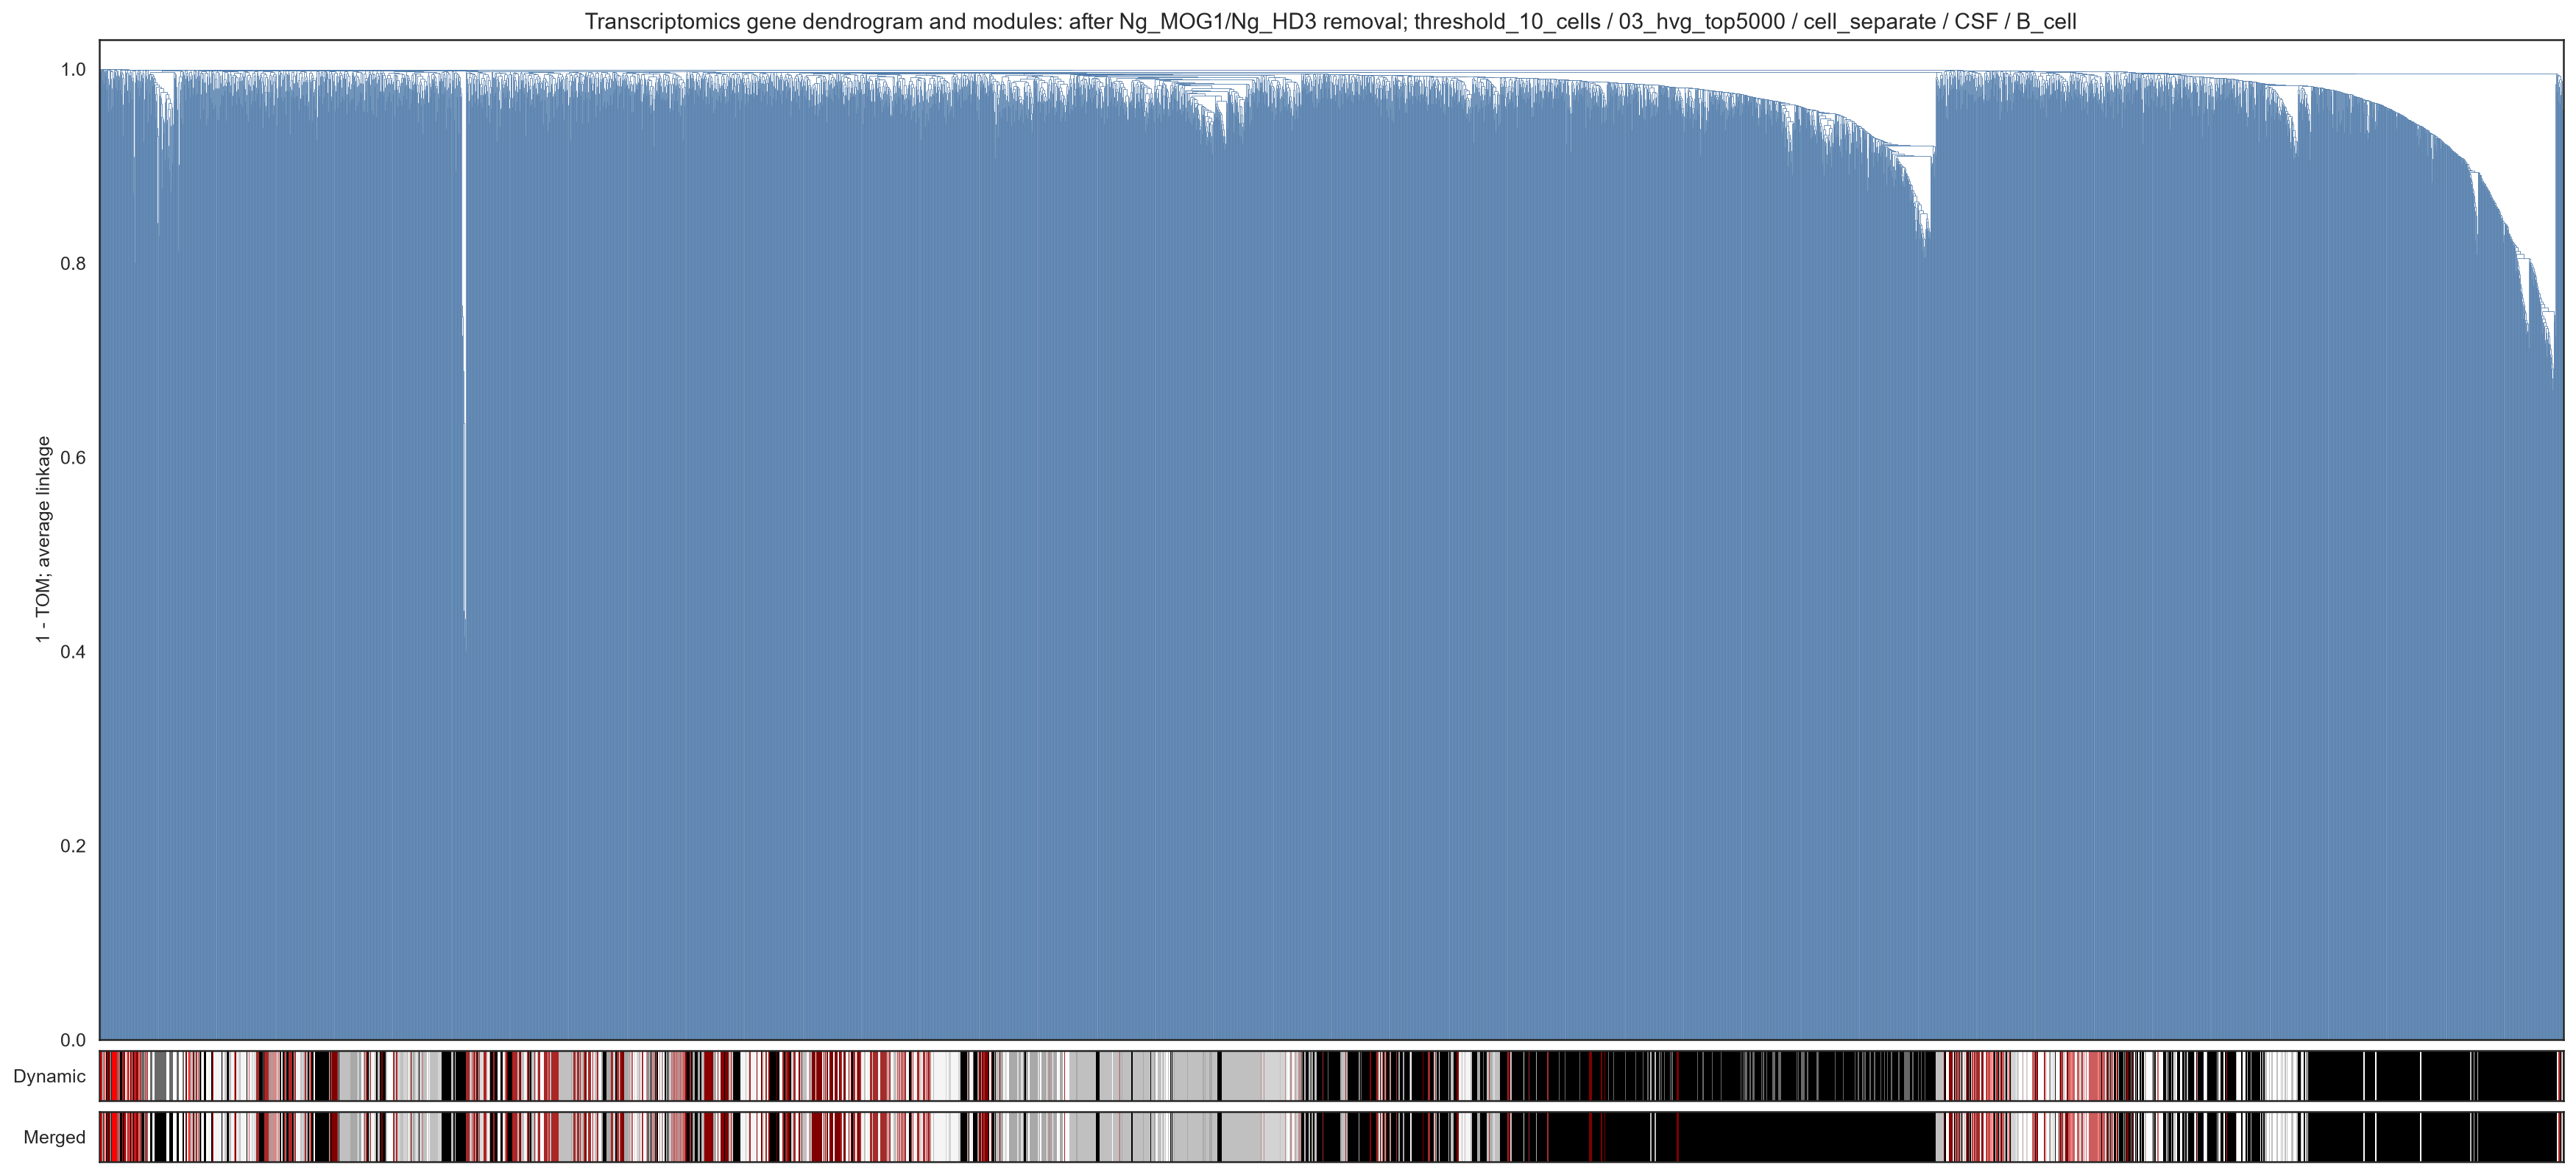 Transcriptomics gene dendrogram and modules: after Ng_MOG1/Ng_HD3 removal; threshold_10_cells / 03_hvg_top5000 / cell_separate / CSF / B_cell
1.0
0.8
0.6
0.4
0.2
0.0
1 - TOM; average linkage
Dynamic
Merged